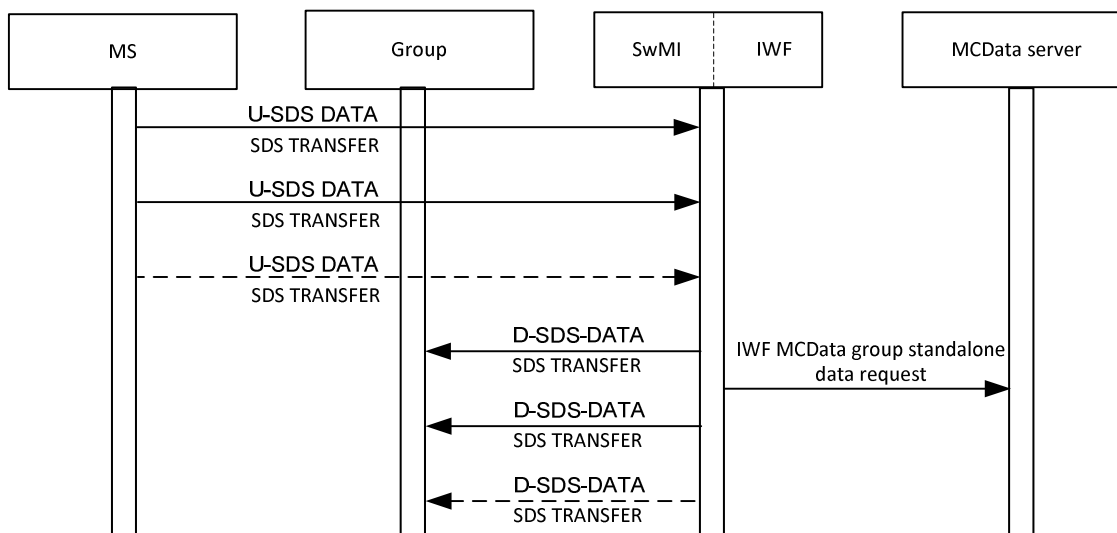 MS
Group
SwMI
IWF
MCData server
U-SDS DATA
SDS TRANSFER
U-SDS DATA
SDS TRANSFER
U-SDS DATA
SDS TRANSFER
D-SDS-DATA
SDS TRANSFER
IWF MCData group standalone
data request
D-SDS-DATA
SDS TRANSFER
D-SDS-DATA
SDS TRANSFER